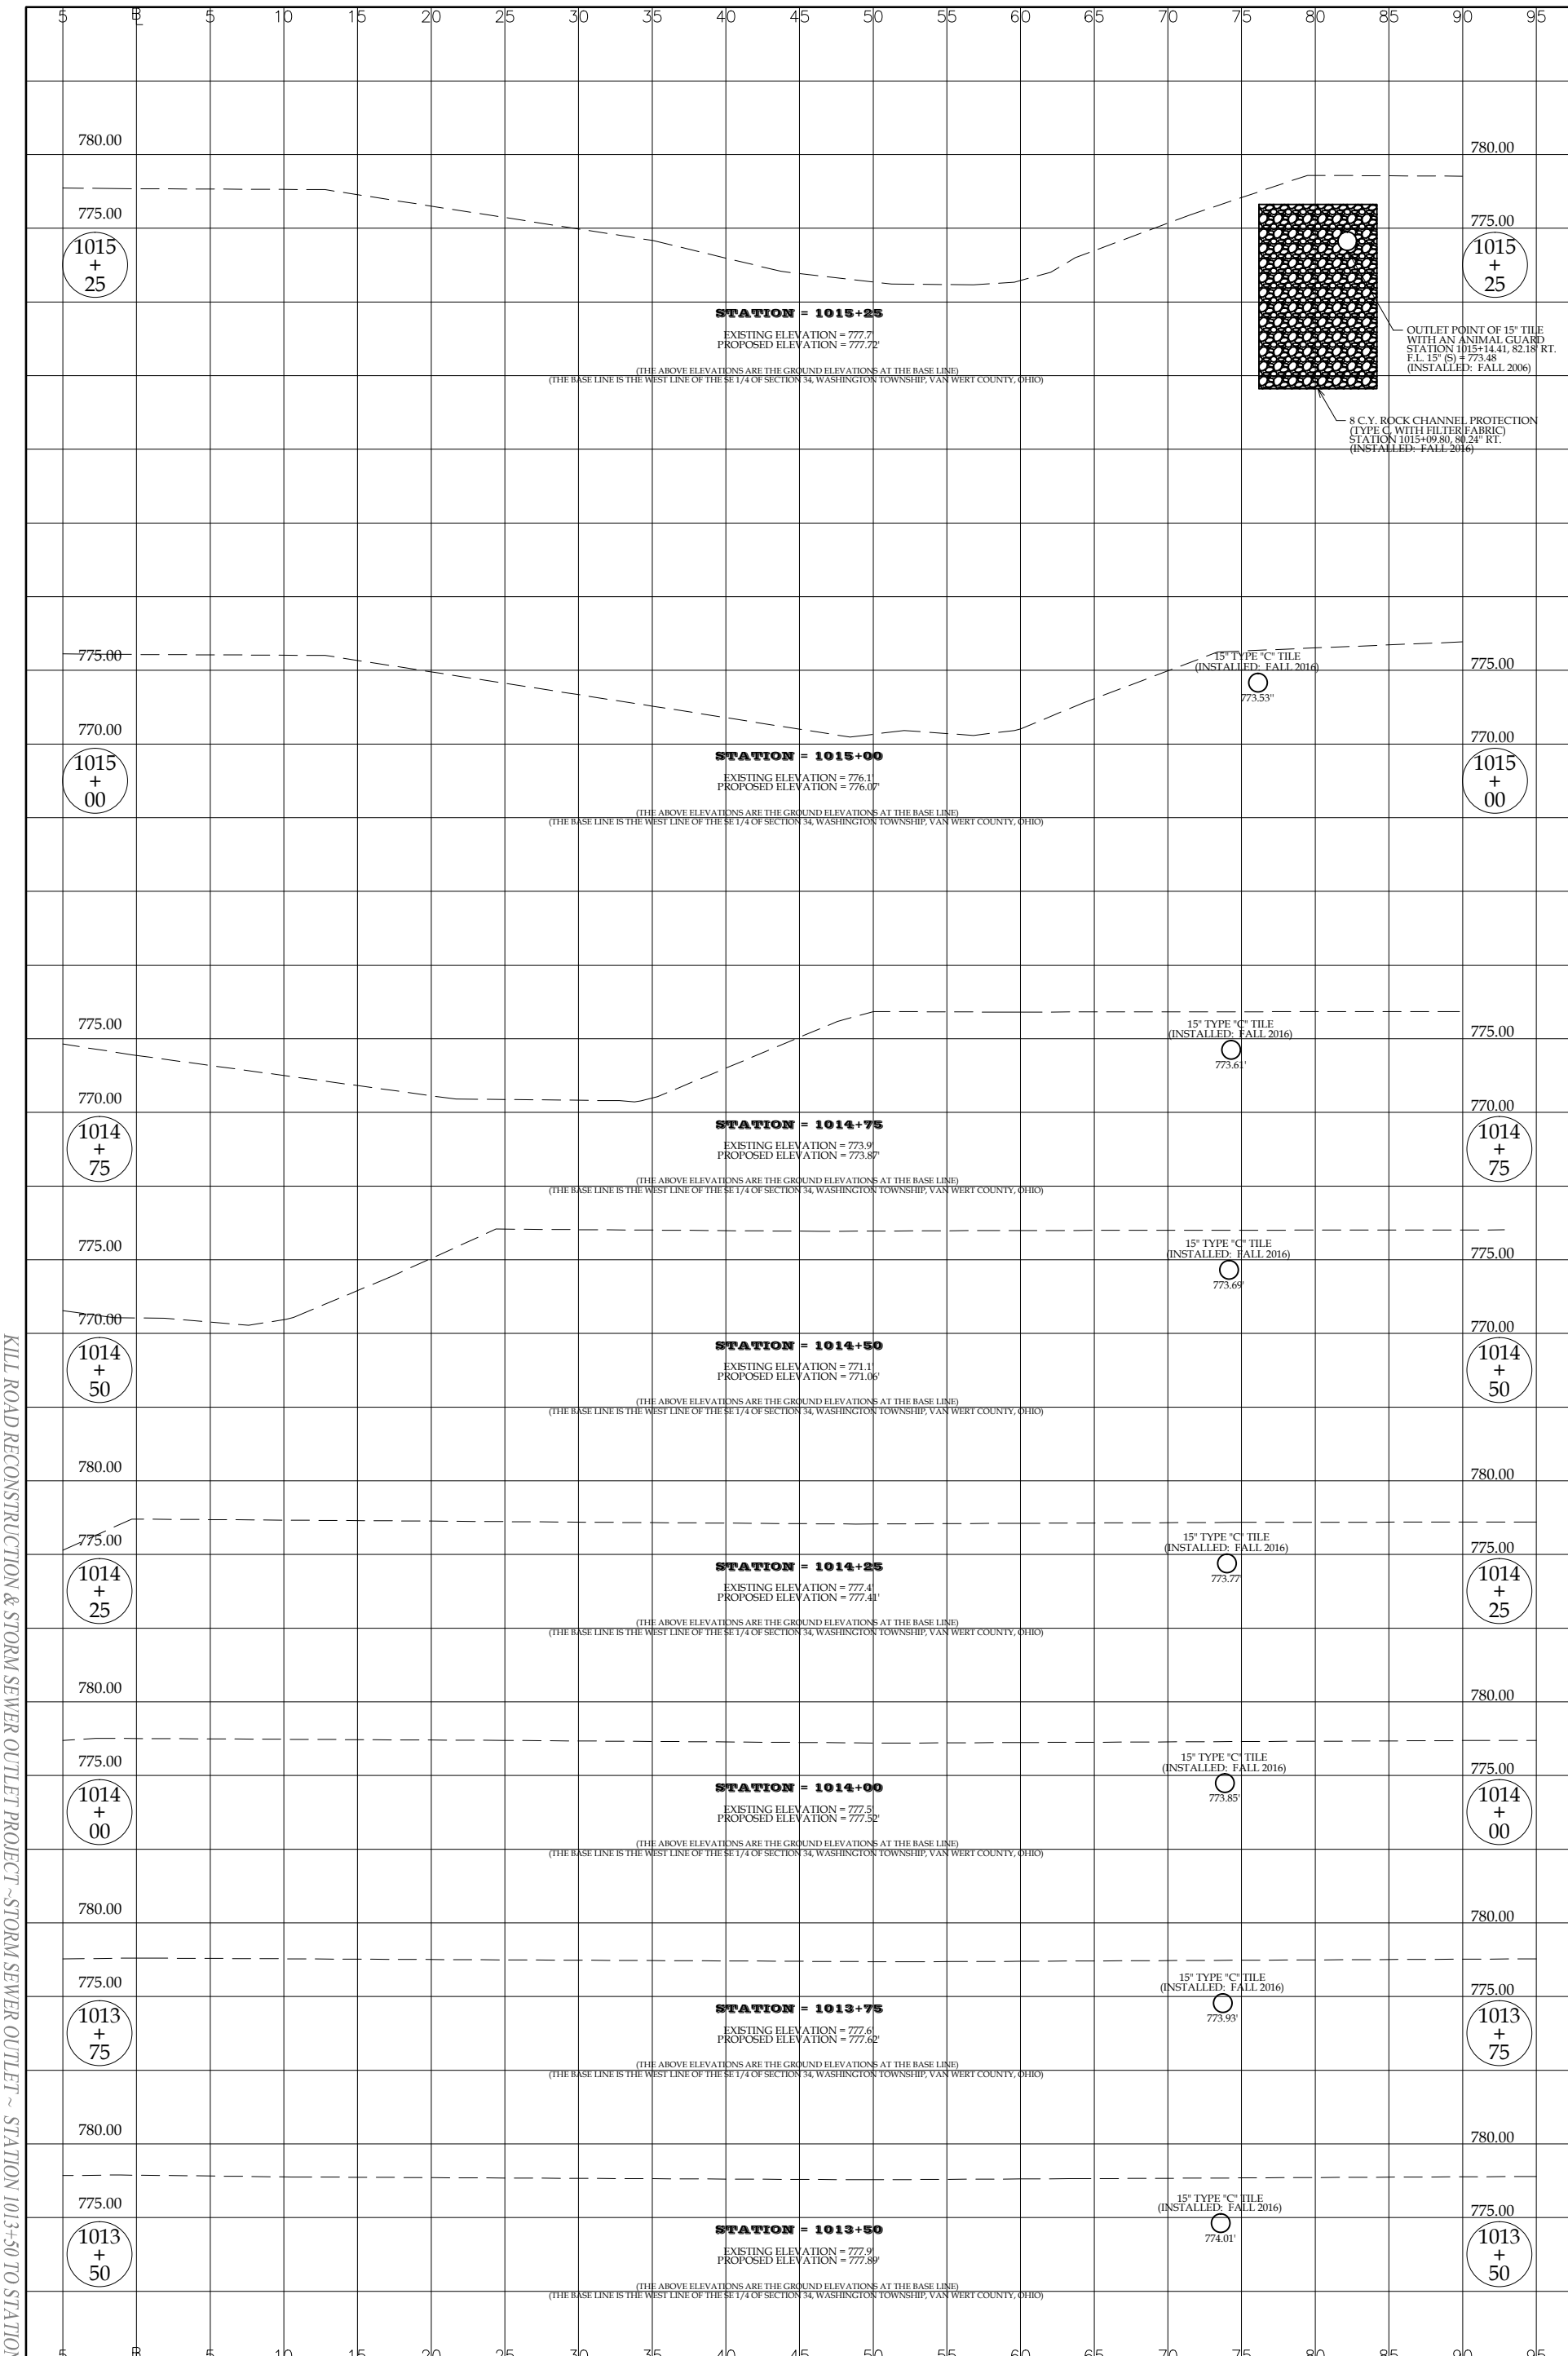 5 B 5 10 15 20 25 30 35 40 45 50 55 60 65 70 75 80 85 90 95
780.00 780.00
775.00 775.00
1015
+
25
1015
+
25
STATION = 1015+25
EXISTING ELEVATION = 777.7'
PROPOSED ELEVATION = 777.72'
(THE ABOVE ELEVATIONS ARE THE GROUND ELEVATIONS AT THE BASE LINE)
(THE BASE LINE IS THE WEST LINE OF THE SE 1/4 OF SECTION 34, WASHINGTON TOWNSHIP, VAN WERT COUNTY, OHIO)
OUTLET POINT OF 15" TILE
WITH AN ANIMAL GUARD
STATION 1015+14.41, 82.18' RT.
F.L. 15" (S) = 773.48
(INSTALLED: FALL 2006)
8 C.Y. ROCK CHANNEL PROTECTION
(TYPE C, WITH FILTER FABRIC)
STATION 1015+09.80, 80.24" RT.
(INSTALLED: FALL 2016)
775.00 775.00
15" TYPE "C" TILE
(INSTALLED: FALL 2016)
773.53"
770.00 770.00
1015
+
00
1015
+
00
STATION = 1015+00
EXISTING ELEVATION = 776.1'
PROPOSED ELEVATION = 776.07'
(THE ABOVE ELEVATIONS ARE THE GROUND ELEVATIONS AT THE BASE LINE)
(THE BASE LINE IS THE WEST LINE OF THE SE 1/4 OF SECTION 34, WASHINGTON TOWNSHIP, VAN WERT COUNTY, OHIO)
775.00 775.00
15" TYPE "C" TILE
(INSTALLED: FALL 2016)
773.61'
770.00 770.00
1014
+
75
1014
+
75
STATION = 1014+75
EXISTING ELEVATION = 773.9'
PROPOSED ELEVATION = 773.87'
(THE ABOVE ELEVATIONS ARE THE GROUND ELEVATIONS AT THE BASE LINE)
(THE BASE LINE IS THE WEST LINE OF THE SE 1/4 OF SECTION 34, WASHINGTON TOWNSHIP, VAN WERT COUNTY, OHIO)
775.00 775.00
15" TYPE "C" TILE
(INSTALLED: FALL 2016)
773.69'
770.00 770.00
1014
+
50
1014
+
50
STATION = 1014+50
EXISTING ELEVATION = 771.1'
PROPOSED ELEVATION = 771.06'
(THE ABOVE ELEVATIONS ARE THE GROUND ELEVATIONS AT THE BASE LINE)
(THE BASE LINE IS THE WEST LINE OF THE SE 1/4 OF SECTION 34, WASHINGTON TOWNSHIP, VAN WERT COUNTY, OHIO)
780.00 780.00
775.00 775.00
15" TYPE "C" TILE
(INSTALLED: FALL 2016)
773.77'
1014
+
25
1014
+
25
STATION = 1014+25
EXISTING ELEVATION = 777.4'
PROPOSED ELEVATION = 777.41'
(THE ABOVE ELEVATIONS ARE THE GROUND ELEVATIONS AT THE BASE LINE)
(THE BASE LINE IS THE WEST LINE OF THE SE 1/4 OF SECTION 34, WASHINGTON TOWNSHIP, VAN WERT COUNTY, OHIO)
780.00 780.00
775.00 775.00
15" TYPE "C" TILE
(INSTALLED: FALL 2016)
773.85'
1014
+
00
1014
+
00
STATION = 1014+00
EXISTING ELEVATION = 777.5'
PROPOSED ELEVATION = 777.52'
(THE ABOVE ELEVATIONS ARE THE GROUND ELEVATIONS AT THE BASE LINE)
(THE BASE LINE IS THE WEST LINE OF THE SE 1/4 OF SECTION 34, WASHINGTON TOWNSHIP, VAN WERT COUNTY, OHIO)
780.00 780.00
775.00 775.00
15" TYPE "C" TILE
(INSTALLED: FALL 2016)
773.93'
1013
+
75
1013
+
75
STATION = 1013+75
EXISTING ELEVATION = 777.6'
PROPOSED ELEVATION = 777.62'
(THE ABOVE ELEVATIONS ARE THE GROUND ELEVATIONS AT THE BASE LINE)
(THE BASE LINE IS THE WEST LINE OF THE SE 1/4 OF SECTION 34, WASHINGTON TOWNSHIP, VAN WERT COUNTY, OHIO)
780.00 780.00
775.00 775.00
15" TYPE "C" TILE
(INSTALLED: FALL 2016)
774.01'
1013
+
50
1013
+
50
STATION = 1013+50
EXISTING ELEVATION = 777.9'
PROPOSED ELEVATION = 777.89'
(THE ABOVE ELEVATIONS ARE THE GROUND ELEVATIONS AT THE BASE LINE)
(THE BASE LINE IS THE WEST LINE OF THE SE 1/4 OF SECTION 34, WASHINGTON TOWNSHIP, VAN WERT COUNTY, OHIO)
5 B 5 10 15 20 25 30 35 40 45 50 55 60 65 70 75 80 85 90 95
KILL ROAD RECONSTRUCTION & STORM SEWER OUTLET PROJECT ~STORM SEWER OUTLET ~ STATION 1013+50 TO STATION